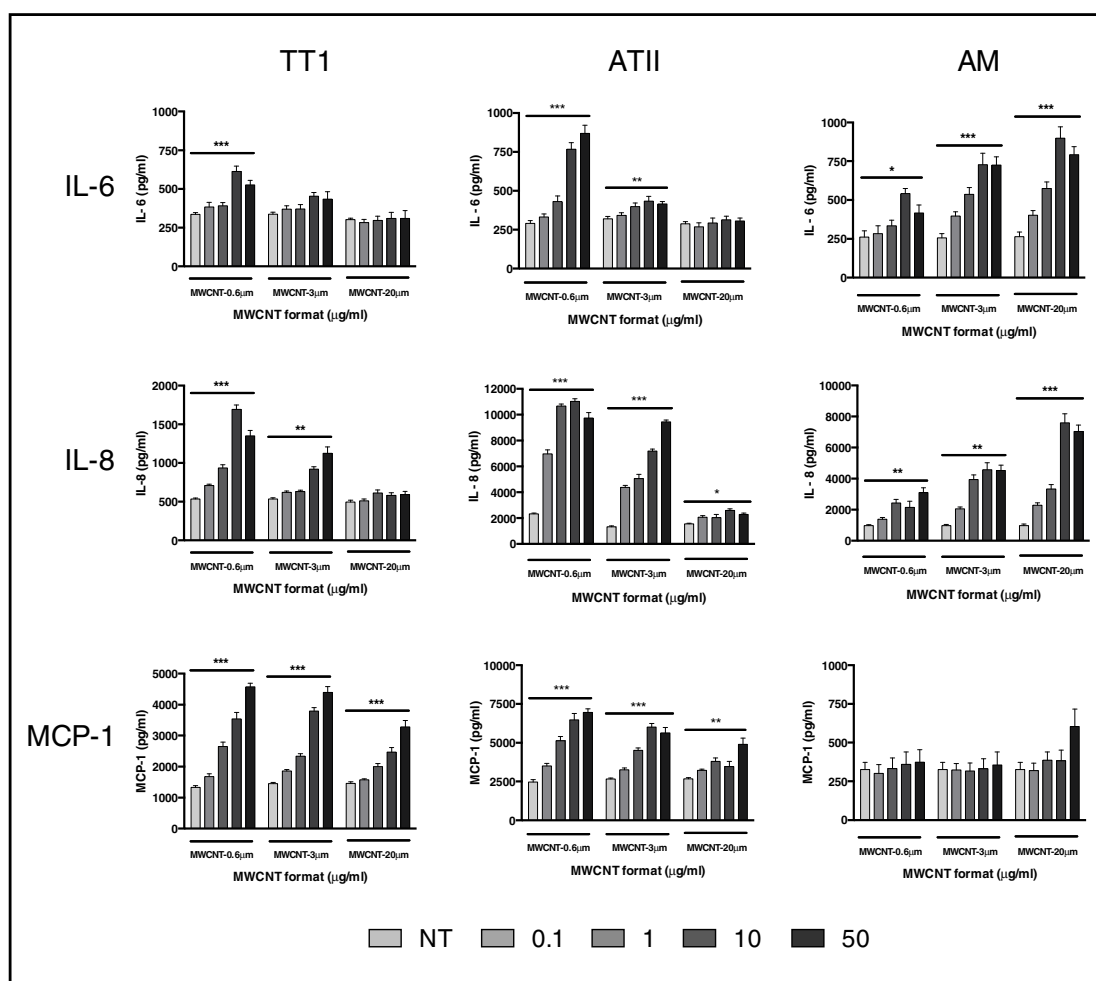 TT1 ATII AM
IL-6
1000
750
500
250
0
IL- 6 (pg/ml)
***
MWCNT-0.6μm MWCNT-3μm MWCNT-20μm
MWCNT format (μg/ml)
1000
750
500
250
0
IL - 6 (pg/ml)
***
**
MWCNT-0.6μm MWCNT-3μm MWCNT-20μm
MWCNT format (μg/ml)
1000
750
500
250
0
IL - 6 (pg/ml)
*
***
***
MWCNT-0.6μm MWCNT-3μm MWCNT-20μm
MWCNT format (μg/ml)
IL-8
2000
1500
1000
500
0
IL-8 (pg/ml)
***
**
MWCNT-0.6μm MWCNT-3μm MWCNT-20μm
MWCNT format (μg/ml)
12000
10000
8000
6000
4000
2000
0
IL - 8 (pg/ml)
***
***
*
MWCNT-0.6μm MWCNT-3μm MWCNT-20μm
MWCNT format (μg/ml)
10000
8000
6000
4000
2000
0
IL - 8 (pg/ml)
**
**
***
MWCNT-0.6μm MWCNT-3μm MWCNT-20μm
MWCNT format (μg/ml)
MCP-1
5000
4000
3000
2000
1000
0
MCP-1 (pg/ml)
***
***
***
MWCNT-0.6μm MWCNT-3μm MWCNT-20μm
MWCNT format (μg/ml)
10000
7500
5000
2500
0
MCP-1 (pg/ml)
***
***
**
MWCNT-0.6μm MWCNT-3μm MWCNT-20μm
MWCNT format (μg/ml)
1000
750
500
250
0
MCP-1 (pg/ml)
MWCNT-0.6μm MWCNT-3μm MWCNT-20μm
MWCNT format (μg/ml)
NT 0.1 1 10 50